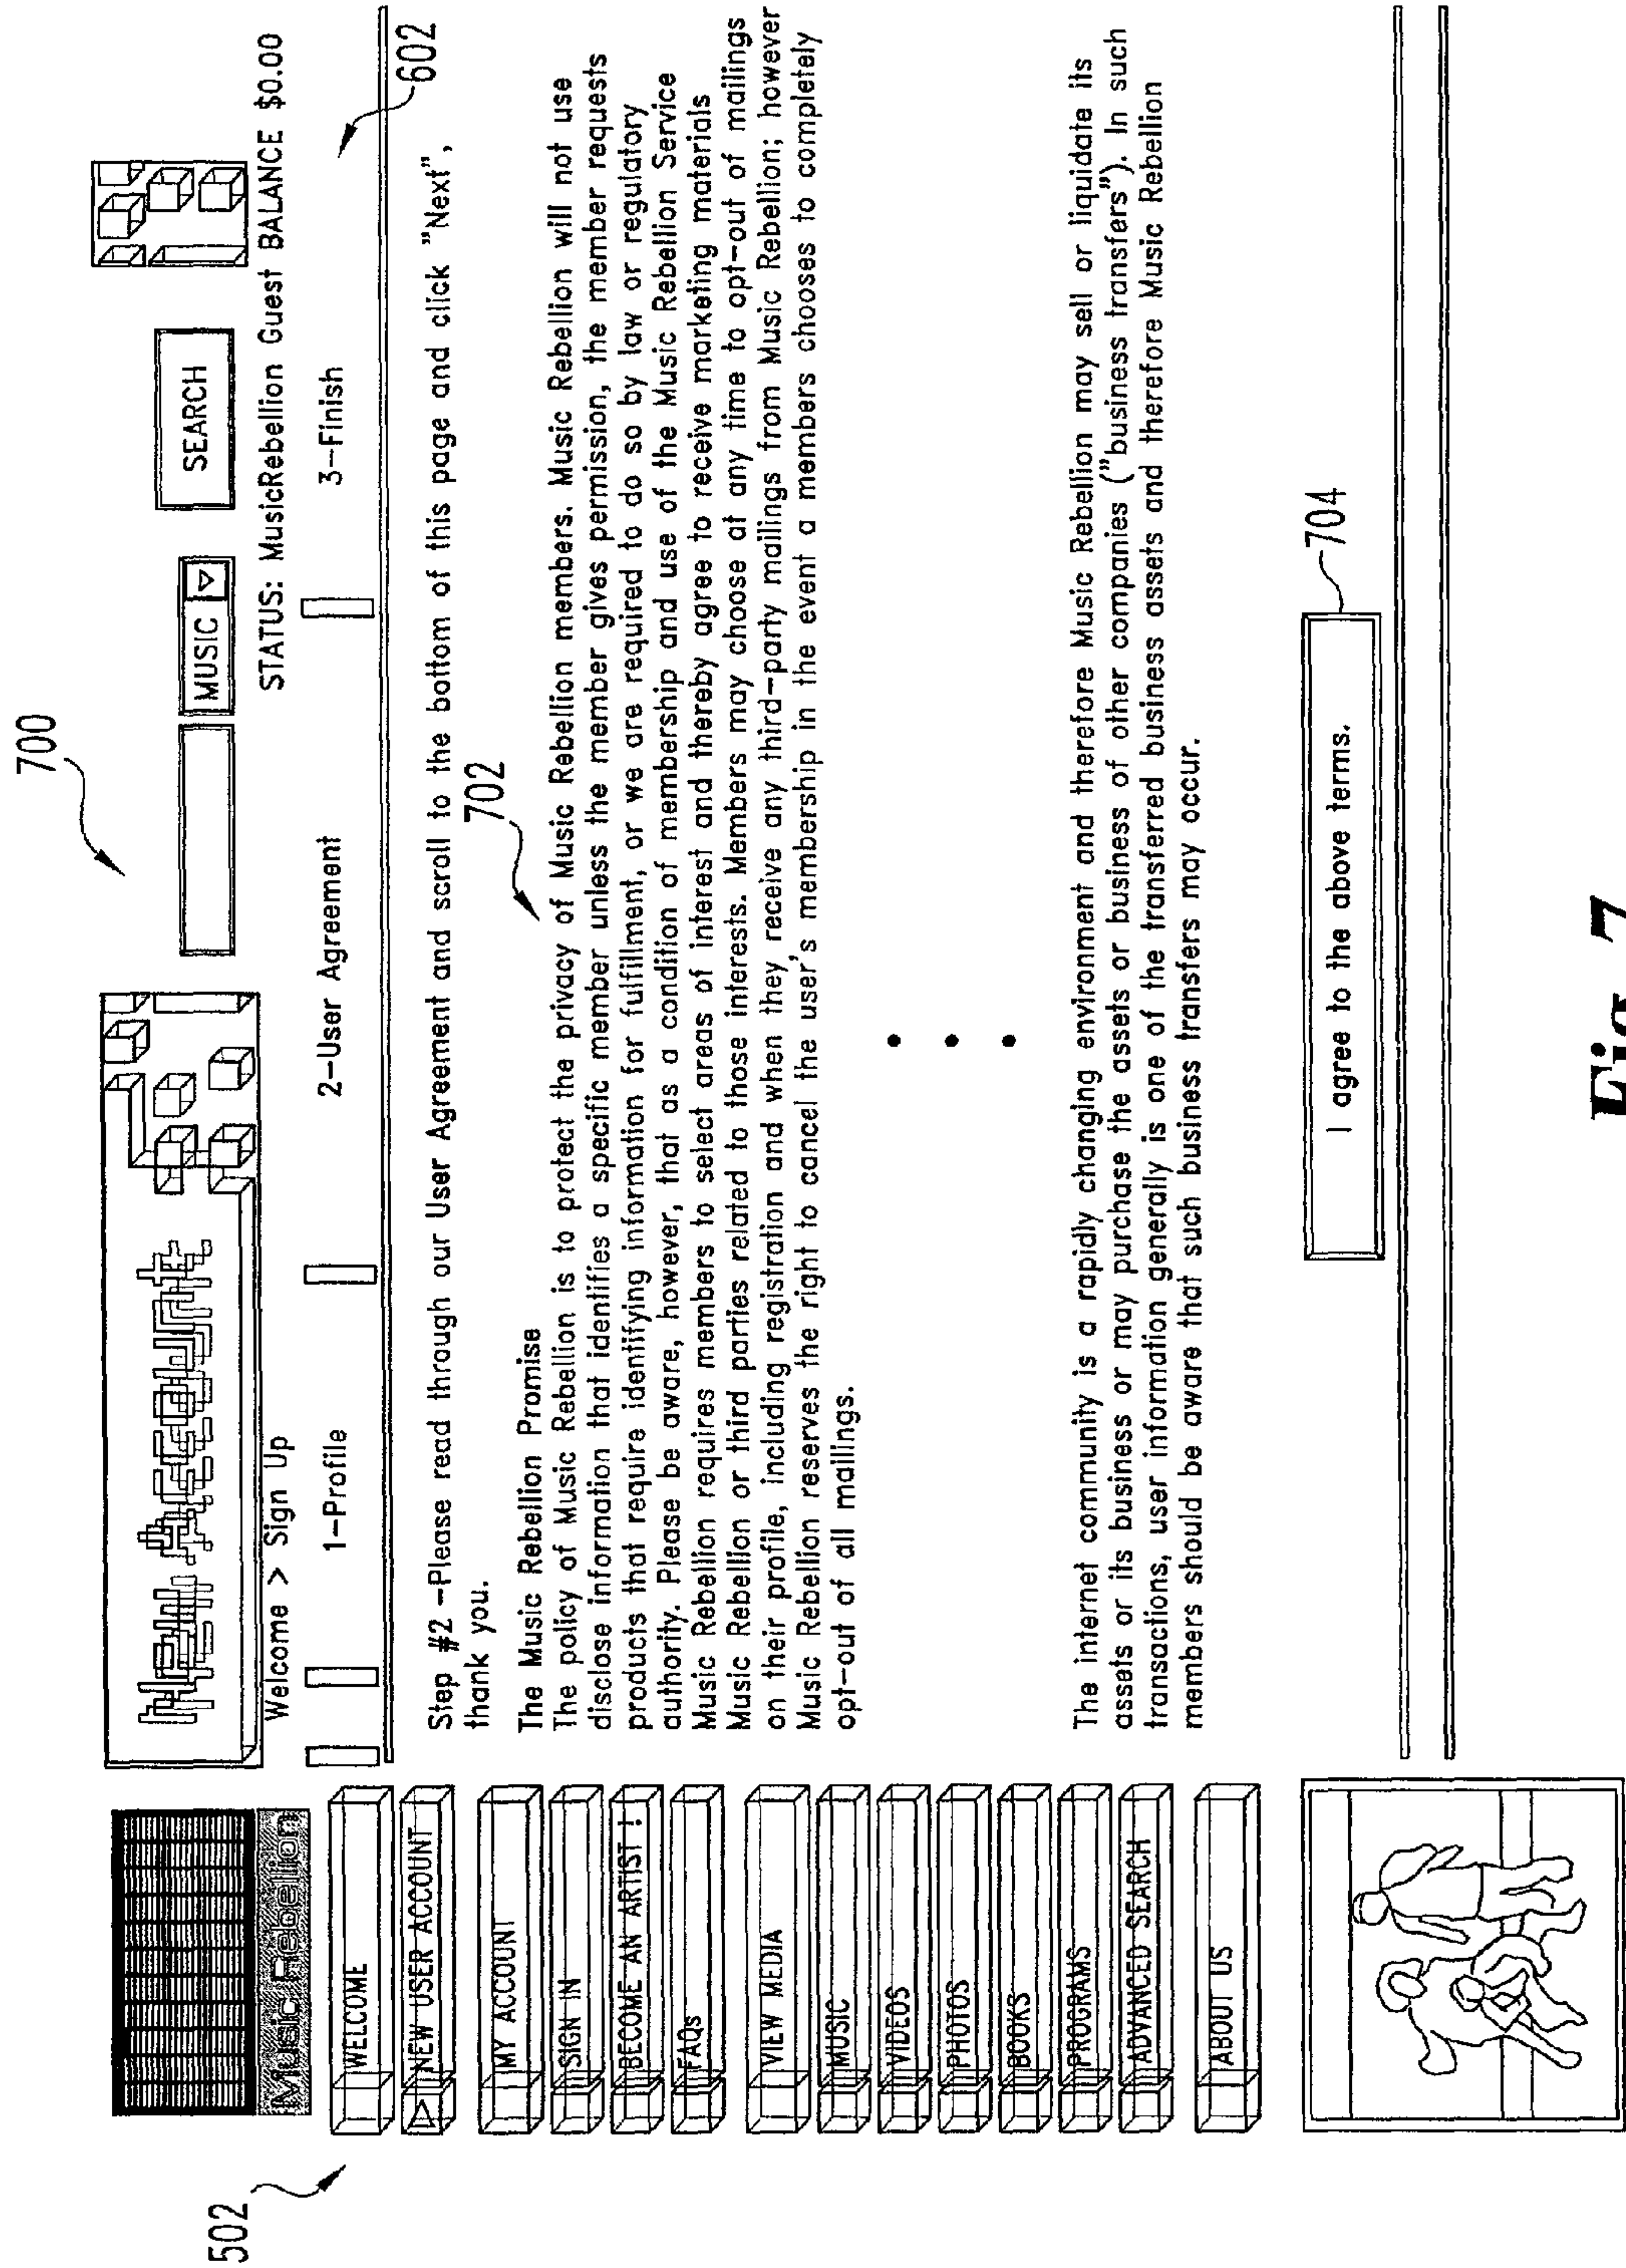 700
Music Rebellion
MUSIC
SEARCH
Welcome > Sign Up
STATUS: MusicRebellion Guest BALANCE $0.00
502
1-Profile
2-User Agreement
3-Finish
602
WELCOME
NEW USER ACCOUNT
MY ACCOUNT
SIGN IN
BECOME AN ARTIST !
FAQs
VIEW MEDIA
MUSIC
VIDEOS
PHOTOS
BOOKS
PROGRAMS
ADVANCED SEARCH
ABOUT US
Step #2 -Please read through our User Agreement and scroll to the bottom of this page and click "Next",
thank you.
702
The Music Rebellion Promise
The policy of Music Rebellion is to protect the privacy of Music Rebellion members. Music Rebellion will not use
disclose information that identifies a specific member unless the member gives permission, the member requests
products that require identifying information for fulfillment, or we are required to do so by law or regulatory
authority. Please be aware, however, that as a condition of membership and use of the Music Rebellion Service
Music Rebellion requires members to select areas of interest and thereby agree to receive marketing materials
Music Rebellion or third parties related to those interests. Members may choose at any time to opt-out of mailings
on their profile, including registration and when they receive any third-party mailings from Music Rebellion; however
Music Rebellion reserves the right to cancel the user's membership in the event a members chooses to completely
opt-out of all mailings.
The internet community is a rapidly changing environment and therefore Music Rebellion may sell or liquidate its
assets or its business or may purchase the assets or business of other companies ("business transfers"). In such
transactions, user information generally is one of the transferred business assets and therefore Music Rebellion
members should be aware that such business transfers may occur.
I agree to the above terms.
704
Fig. 7